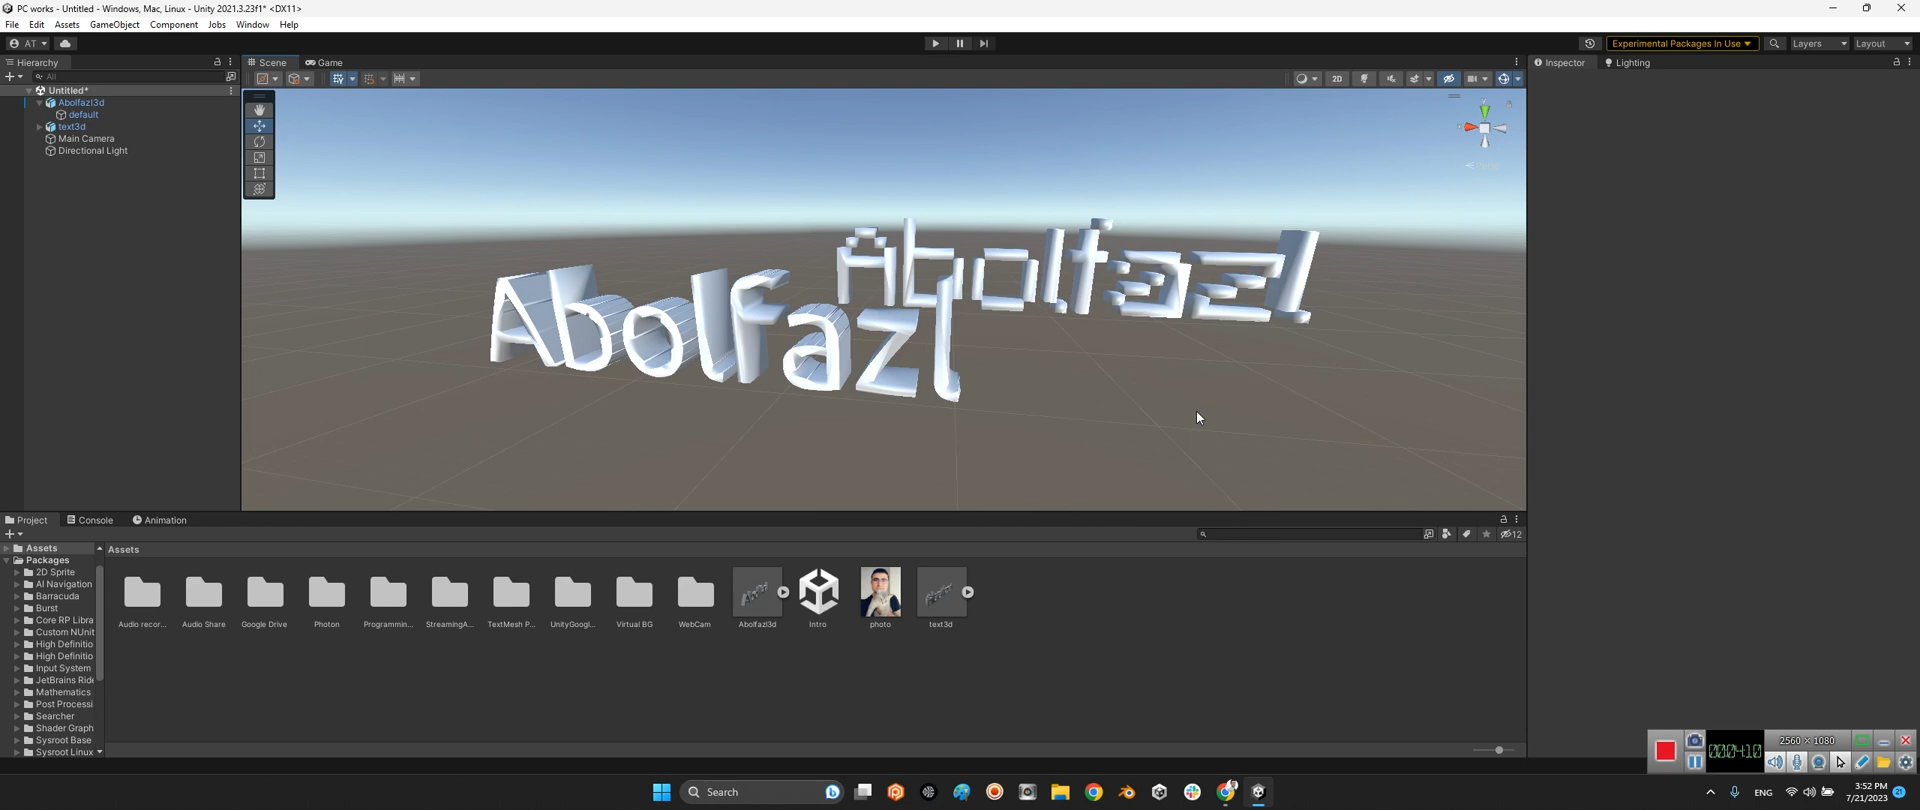 PC works - Untitled - Windows, Mac, Linux - Unity 2021.3.23f1* <DX11>
File Edit Assets GameObject Component Jobs Window Help
AT Experimental Packages In Use Layers Layout
Hierarchy Scene Game Inspector Lighting
All 2D
Untitled*
Abolfazl3d
default
text3d
Main Camera
Directional Light
Abolfazl
Abolfazl
Project Console Animation
12
Assets Assets
Packages
2D Sprite
AI Navigation
Barracuda
Burst
Core RP Libra
Custom NUnit
High Definitio
High Definitio
Input System
JetBrains Ride
Mathematics
Post Processi
Searcher
Shader Graph
Sysroot Base
Sysroot Linux
Audio recor... Audio Share Google Drive Photon Programmin... StreamingA... TextMesh P... UnityGoogl... Virtual BG WebCam Abolfazl3d Intro photo text3d
2560 × 1080
000410
Search ENG 3:52 PM
7/21/2023 21